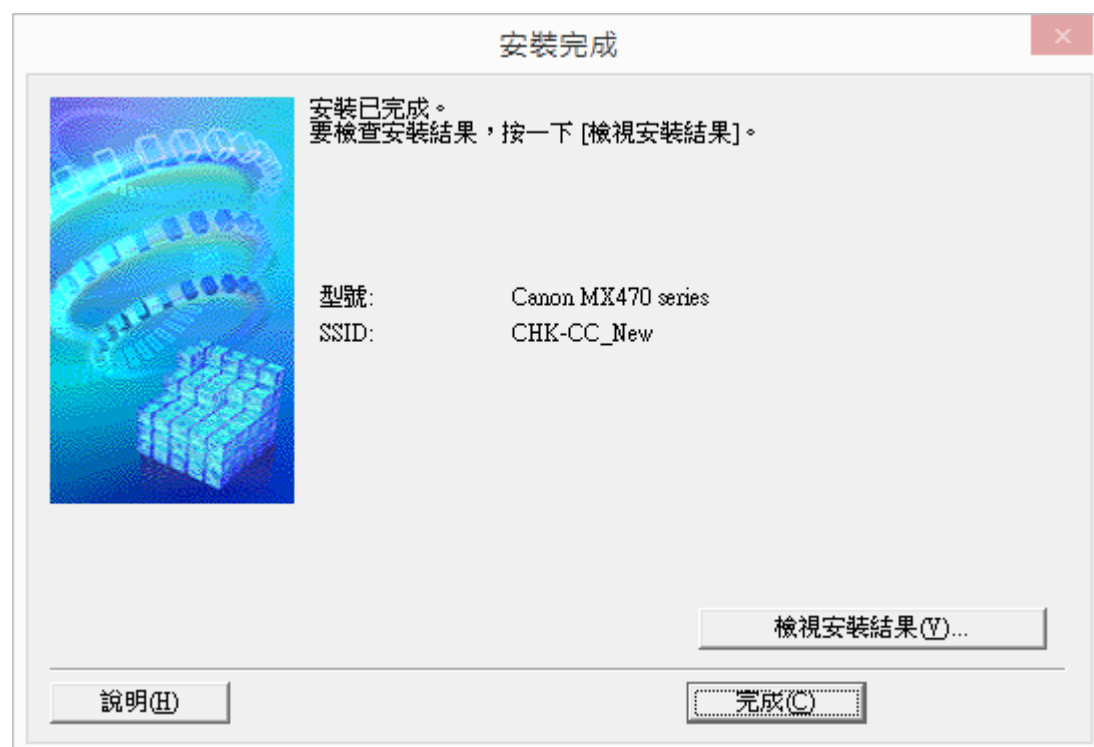 安裝完成
安裝已完成。
要檢查安裝結果，按一下 [檢視安裝結果]。
型號: Canon MX470 series
SSID: CHK-CC_New
檢視安裝結果(V)...
說明(H) 完成(C)